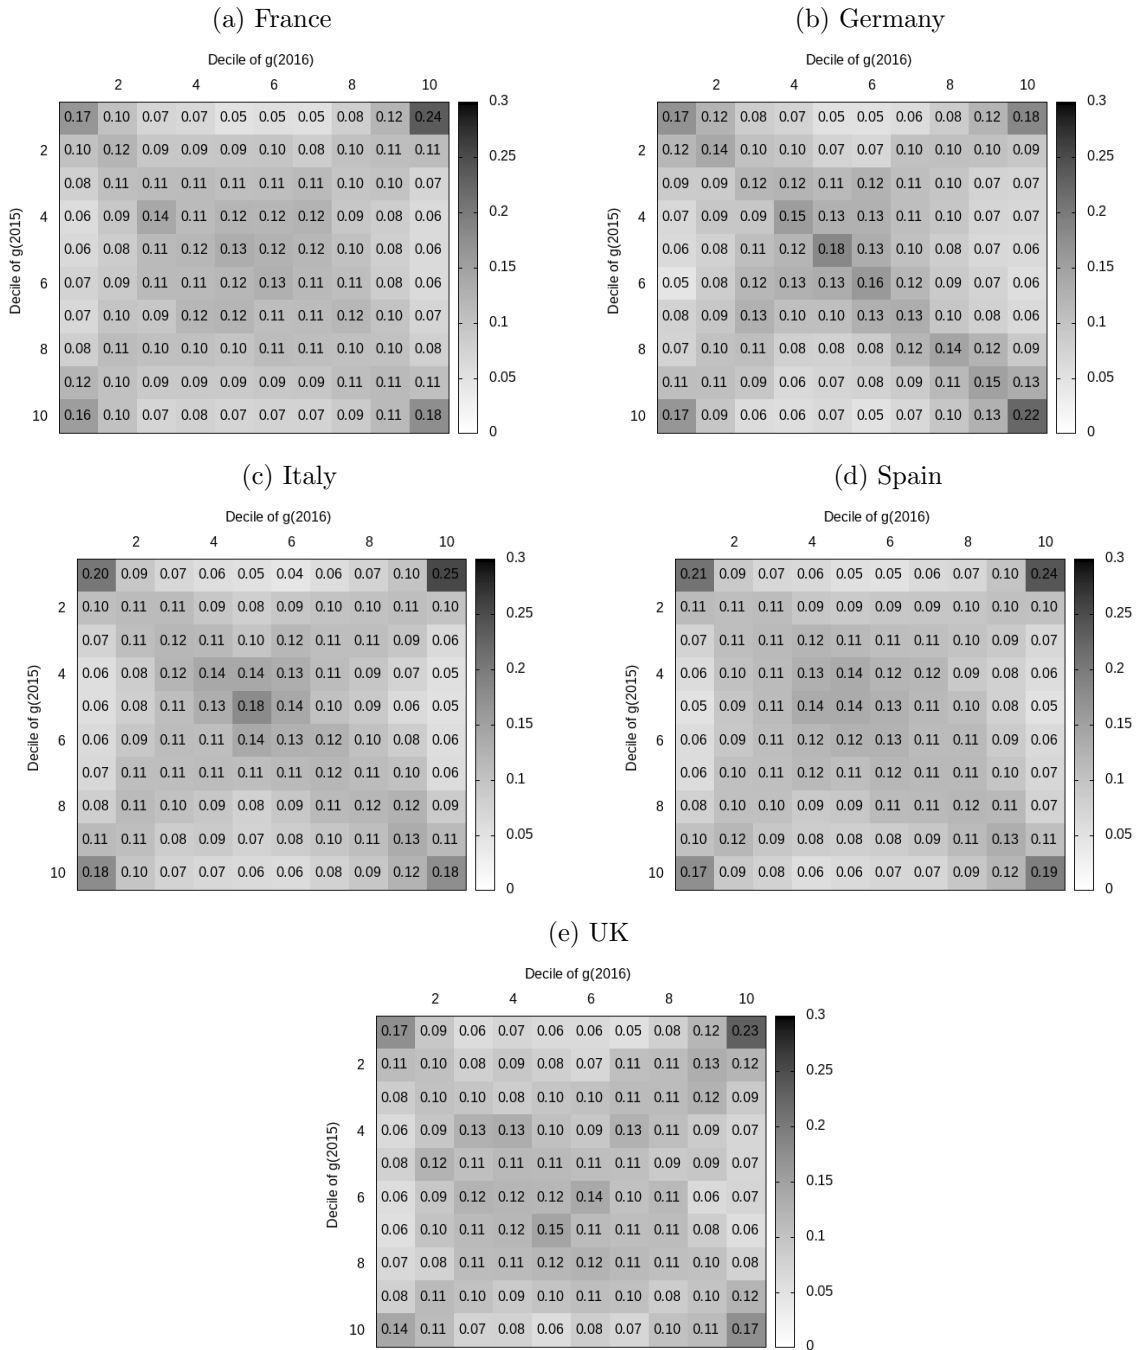 (a) France
Decile of g(2016)
2 4 6 8 10
Decile of g(2015)
0.17 0.10 0.07 0.07 0.05 0.05 0.05 0.08 0.12 0.24 0.3
2 0.10 0.12 0.09 0.09 0.09 0.10 0.08 0.10 0.11 0.11 0.25
0.08 0.11 0.11 0.11 0.11 0.11 0.11 0.10 0.10 0.07
4 0.06 0.09 0.14 0.11 0.12 0.12 0.12 0.09 0.08 0.06 0.2
0.06 0.08 0.11 0.12 0.13 0.12 0.12 0.10 0.08 0.06
6 0.07 0.09 0.11 0.11 0.12 0.13 0.11 0.11 0.08 0.06 0.15
0.07 0.10 0.09 0.12 0.12 0.11 0.11 0.12 0.10 0.07 0.1
8 0.08 0.11 0.10 0.10 0.10 0.11 0.11 0.10 0.10 0.08
0.12 0.10 0.09 0.09 0.09 0.09 0.09 0.11 0.11 0.11 0.05
10 0.16 0.10 0.07 0.08 0.07 0.07 0.07 0.09 0.11 0.18 0
(b) Germany
Decile of g(2016)
2 4 6 8 10
Decile of g(2015)
0.17 0.12 0.08 0.07 0.05 0.05 0.06 0.08 0.12 0.18 0.3
2 0.12 0.14 0.10 0.10 0.07 0.07 0.10 0.10 0.10 0.09 0.25
0.09 0.09 0.12 0.12 0.11 0.12 0.11 0.10 0.07 0.07
4 0.07 0.09 0.09 0.15 0.13 0.13 0.11 0.10 0.07 0.07 0.2
0.06 0.08 0.11 0.12 0.18 0.13 0.10 0.08 0.07 0.06
6 0.05 0.08 0.12 0.13 0.13 0.16 0.12 0.09 0.07 0.06 0.15
0.08 0.09 0.13 0.10 0.10 0.13 0.13 0.10 0.08 0.06 0.1
8 0.07 0.10 0.11 0.08 0.08 0.08 0.12 0.14 0.12 0.09
0.11 0.11 0.09 0.06 0.07 0.08 0.09 0.11 0.15 0.13 0.05
10 0.17 0.09 0.06 0.06 0.07 0.05 0.07 0.10 0.13 0.22 0
(c) Italy
Decile of g(2016)
2 4 6 8 10
Decile of g(2015)
0.20 0.09 0.07 0.06 0.05 0.04 0.06 0.07 0.10 0.25 0.3
2 0.10 0.11 0.11 0.09 0.08 0.09 0.10 0.10 0.11 0.10 0.25
0.07 0.11 0.12 0.11 0.10 0.12 0.11 0.11 0.09 0.06
4 0.06 0.08 0.12 0.14 0.14 0.13 0.11 0.09 0.07 0.05 0.2
0.06 0.08 0.11 0.13 0.18 0.14 0.10 0.09 0.06 0.05
6 0.06 0.09 0.11 0.11 0.14 0.13 0.12 0.10 0.08 0.06 0.15
0.07 0.11 0.11 0.11 0.11 0.11 0.12 0.11 0.10 0.06 0.1
8 0.08 0.11 0.10 0.09 0.08 0.09 0.11 0.12 0.12 0.09
0.11 0.11 0.08 0.09 0.07 0.08 0.10 0.11 0.13 0.11 0.05
10 0.18 0.10 0.07 0.07 0.06 0.06 0.08 0.09 0.12 0.18 0
(d) Spain
Decile of g(2016)
2 4 6 8 10
Decile of g(2015)
0.21 0.09 0.07 0.06 0.05 0.05 0.06 0.07 0.10 0.24 0.3
2 0.11 0.11 0.11 0.09 0.09 0.09 0.09 0.10 0.10 0.10 0.25
0.07 0.11 0.11 0.12 0.11 0.11 0.11 0.10 0.09 0.07
4 0.06 0.10 0.11 0.13 0.14 0.12 0.12 0.09 0.08 0.06 0.2
0.05 0.09 0.11 0.14 0.14 0.13 0.11 0.10 0.08 0.05
6 0.06 0.09 0.11 0.12 0.12 0.13 0.11 0.11 0.09 0.06 0.15
0.06 0.10 0.11 0.12 0.11 0.12 0.11 0.11 0.10 0.07 0.1
8 0.08 0.10 0.10 0.09 0.09 0.11 0.11 0.12 0.11 0.07
0.10 0.12 0.09 0.08 0.08 0.08 0.09 0.11 0.13 0.11 0.05
10 0.17 0.09 0.08 0.06 0.06 0.07 0.07 0.09 0.12 0.19 0
(e) UK
Decile of g(2016)
2 4 6 8 10
Decile of g(2015)
0.17 0.09 0.06 0.07 0.06 0.06 0.05 0.08 0.12 0.23 0.3
2 0.11 0.10 0.08 0.09 0.08 0.07 0.11 0.11 0.13 0.12 0.25
0.08 0.10 0.10 0.08 0.10 0.10 0.11 0.11 0.12 0.09
4 0.06 0.09 0.13 0.13 0.10 0.09 0.13 0.11 0.09 0.07 0.2
0.08 0.12 0.11 0.11 0.11 0.11 0.11 0.09 0.09 0.07
6 0.06 0.09 0.12 0.12 0.12 0.14 0.10 0.11 0.06 0.07 0.15
0.06 0.10 0.11 0.12 0.15 0.11 0.11 0.11 0.08 0.06 0.1
8 0.07 0.08 0.11 0.11 0.12 0.12 0.11 0.11 0.10 0.08
0.08 0.11 0.10 0.09 0.10 0.11 0.10 0.08 0.10 0.12 0.05
10 0.14 0.11 0.07 0.08 0.06 0.08 0.07 0.10 0.11 0.17 0